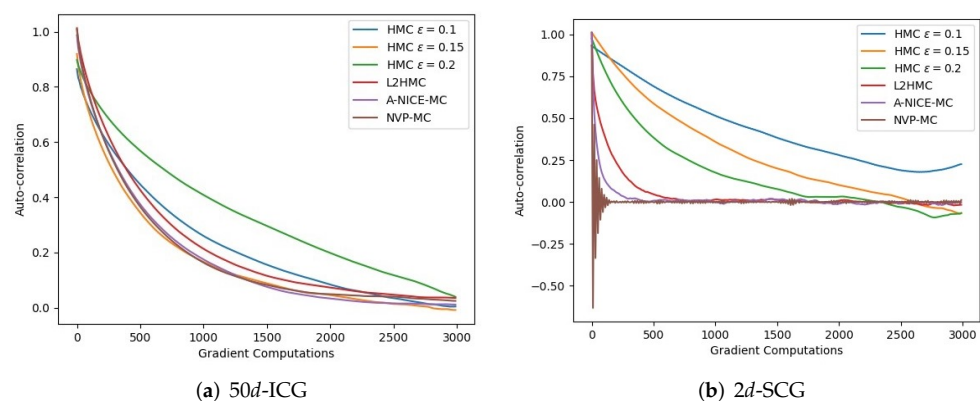 HMC ε = 0.1
HMC ε = 0.15
HMC ε = 0.2
L2HMC
A-NICE-MC
NVP-MC
1.0
0.8
0.6
0.4
0.2
0.0
Auto-correlation
0 500 1000 1500 2000 2500 3000
Gradient Computations
(a) 50d-ICG
HMC ε = 0.1
HMC ε = 0.15
HMC ε = 0.2
L2HMC
A-NICE-MC
NVP-MC
1.00
0.75
0.50
0.25
0.00
−0.25
−0.50
Auto-correlation
0 500 1000 1500 2000 2500 3000
Gradient Computations
(b) 2d-SCG